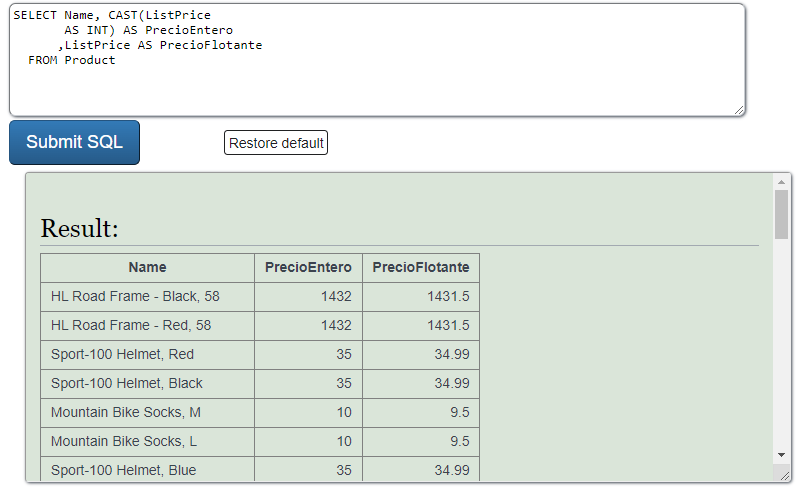 SELECT Name, CAST(ListPrice
AS INT) AS PrecioEntero
,ListPrice AS PrecioFlotante
FROM Product
Submit SQL Restore default
Result:
Name PrecioEntero PrecioFlotante
HL Road Frame - Black, 58 1432 1431.5
HL Road Frame - Red, 58 1432 1431.5
Sport-100 Helmet, Red 35 34.99
Sport-100 Helmet, Black 35 34.99
Mountain Bike Socks, M 10 9.5
Mountain Bike Socks, L 10 9.5
Sport-100 Helmet, Blue 35 34.99